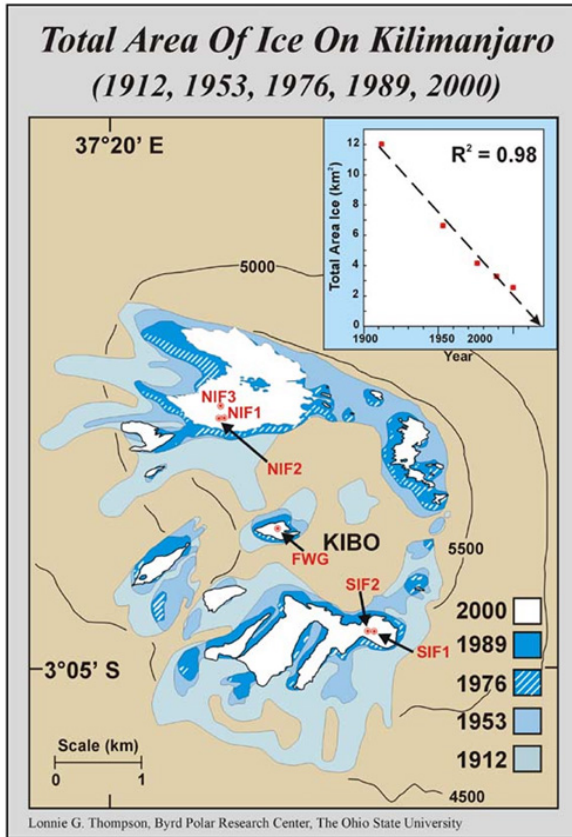 Total Area Of Ice On Kilimanjaro
(1912, 1953, 1976, 1989, 2000)
37°20' E
R² = 0.98
Total Area Ice (km²)
12
10
8
6
4
2
0
1900
1950
2000
Year
5000
NIF3
NIF1
NIF2
KIBO
FWG
5500
SIF2
SIF1
3°05' S
2000
1989
1976
1953
1912
Scale (km)
0
1
4500
Lonnie G. Thompson, Byrd Polar Research Center, The Ohio State University